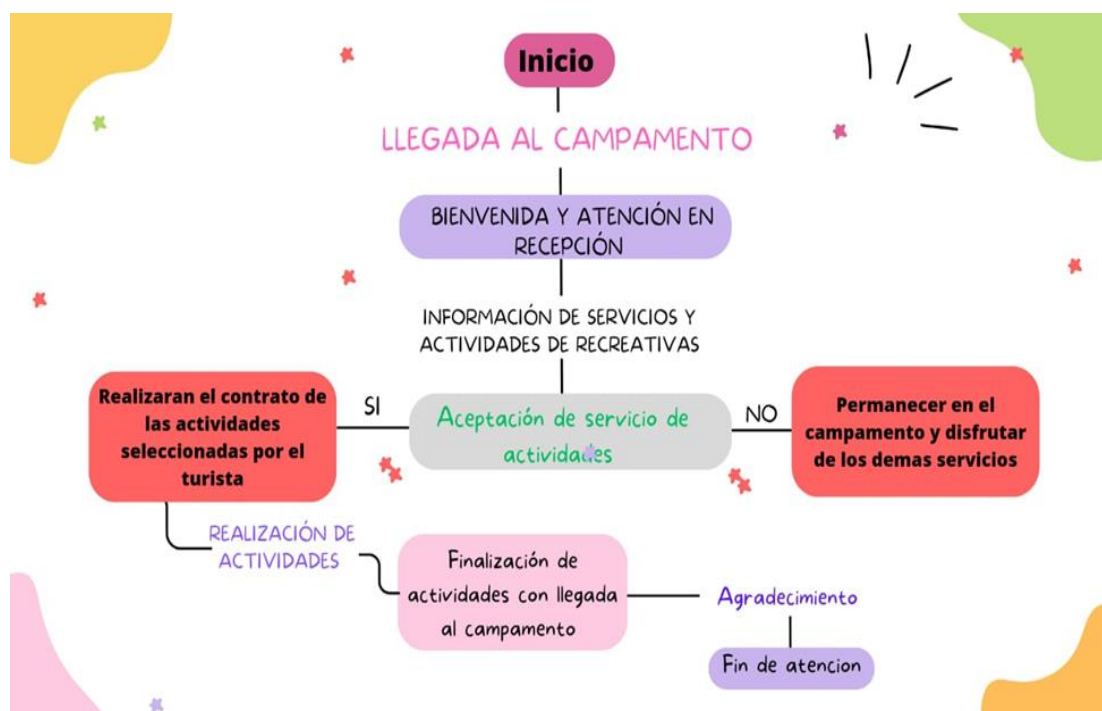 Inicio
LLEGADA AL CAMPAMENTO
BIENVENIDA Y ATENCIÓN EN
RECEPCIÓN
INFORMACIÓN DE SERVICIOS Y
ACTIVIDADES DE RECREATIVAS
Realizaran el contrato de
las actividades
seleccionadas por el
turista
SI
Aceptación de servicio de
actividades
NO
Permanecer en el
campamento y disfrutar
de los demas servicios
REALIZACIÓN DE
ACTIVIDADES
Finalización de
actividades con llegada
al campamento
Agradecimiento
Fin de atencion